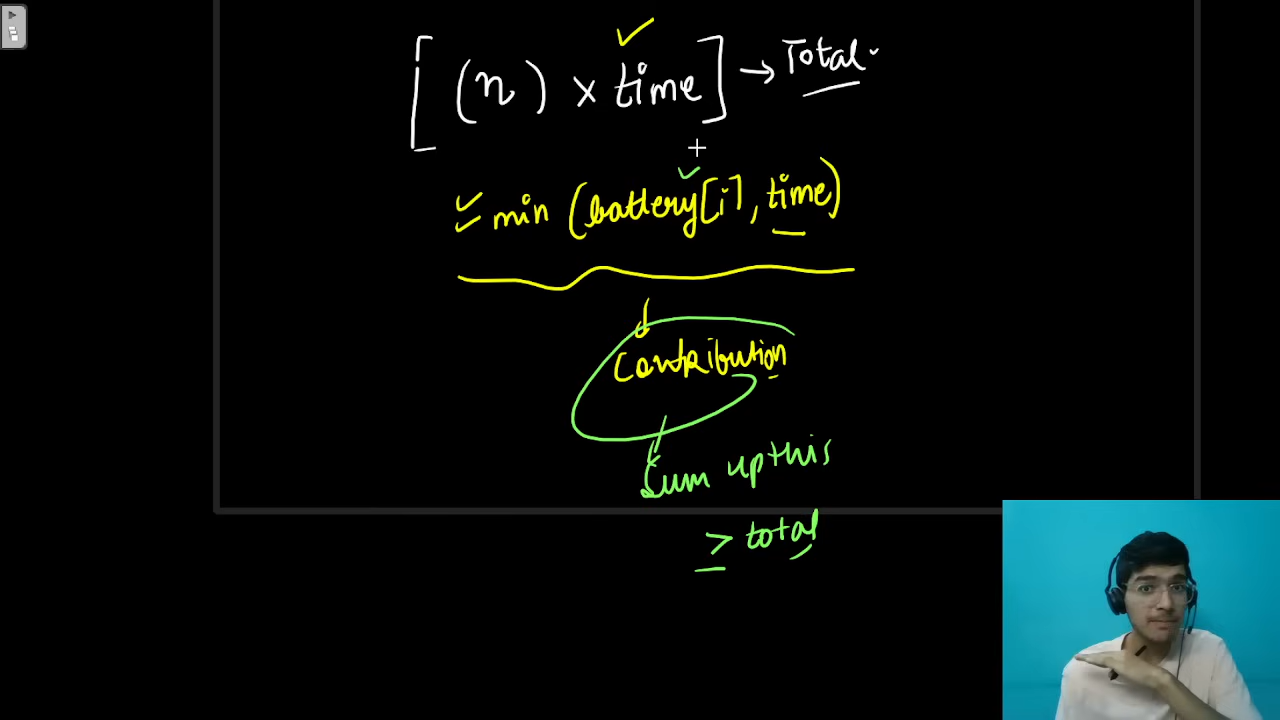 [ (n) × time ] → Total
min (battery[i], time)
Contribution
Sum up this
≥ total